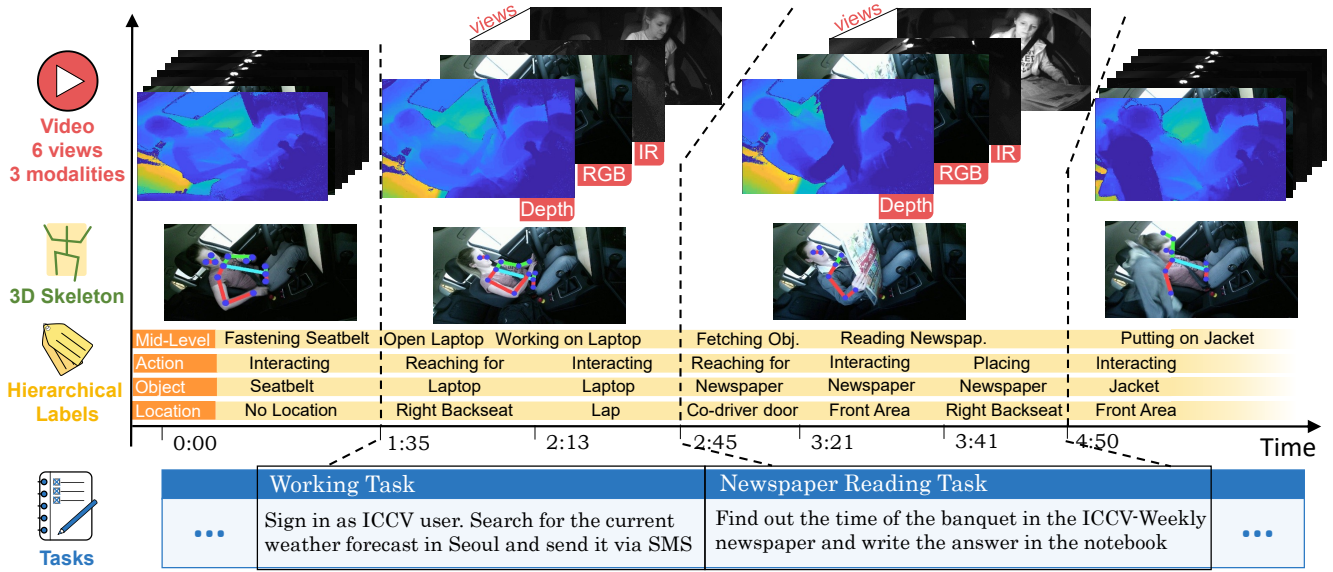 Video
6 views
3 modalities
views
IR
RGB
Depth
views
IR
RGB
Depth
3D Skeleton
Hierarchical
Labels
Mid-Level Fastening Seatbelt Open Laptop Working on Laptop Fetching Obj. Reading Newspap. Putting on Jacket
Action Interacting Reaching for Interacting Reaching for Interacting Placing Interacting
Object Seatbelt Laptop Laptop Newspaper Newspaper Newspaper Jacket
Location No Location Right Backseat Lap Co-driver door Front Area Right Backseat Front Area
0:00 1:35 2:13 2:45 3:21 3:41 4:50 Time
Tasks
...
Working Task
Sign in as ICCV user. Search for the current
weather forecast in Seoul and send it via SMS
Newspaper Reading Task
Find out the time of the banquet in the ICCV-Weekly
newspaper and write the answer in the notebook
...